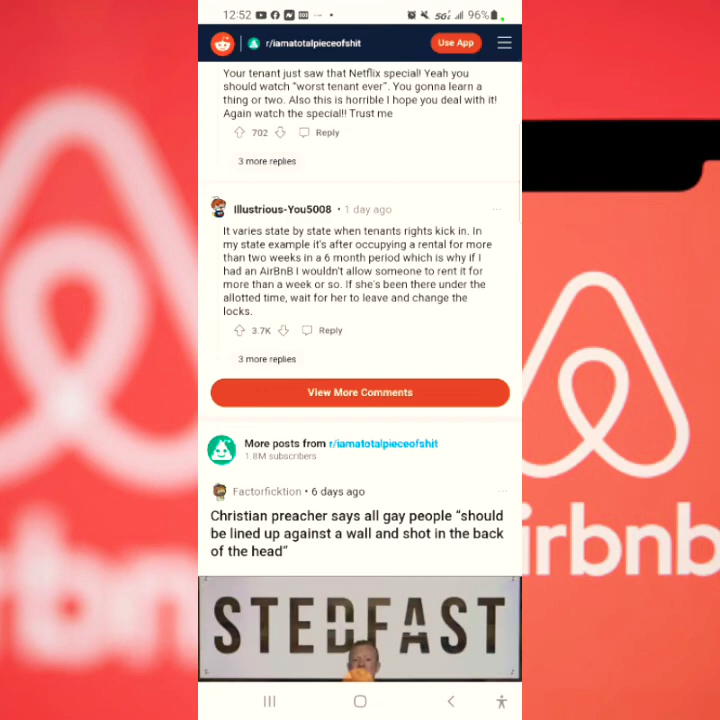 12:52
5G 96%
r/iamatotalpieceofshit
Use App
Your tenant just saw that Netflix special! Yeah you
should watch "worst tenant ever". You gonna learn a
thing or two. Also this is horrible I hope you deal with it!
Again watch the special!! Trust me
702 Reply
3 more replies
Illustrious-You5008 • 1 day ago
It varies state by state when tenants rights kick in. In
my state example it's after occupying a rental for more
than two weeks in a 6 month period which is why if I
had an AirBnB I wouldn't allow someone to rent it for
more than a week or so. If she's been there under the
allotted time, wait for her to leave and change the
locks.
3.7K Reply
3 more replies
View More Comments
More posts from r/iamatotalpieceofshit
1.8M subscribers
Factorficktion • 6 days ago
Christian preacher says all gay people "should
be lined up against a wall and shot in the back
of the head"
STEDFAST
rbn
irbnb